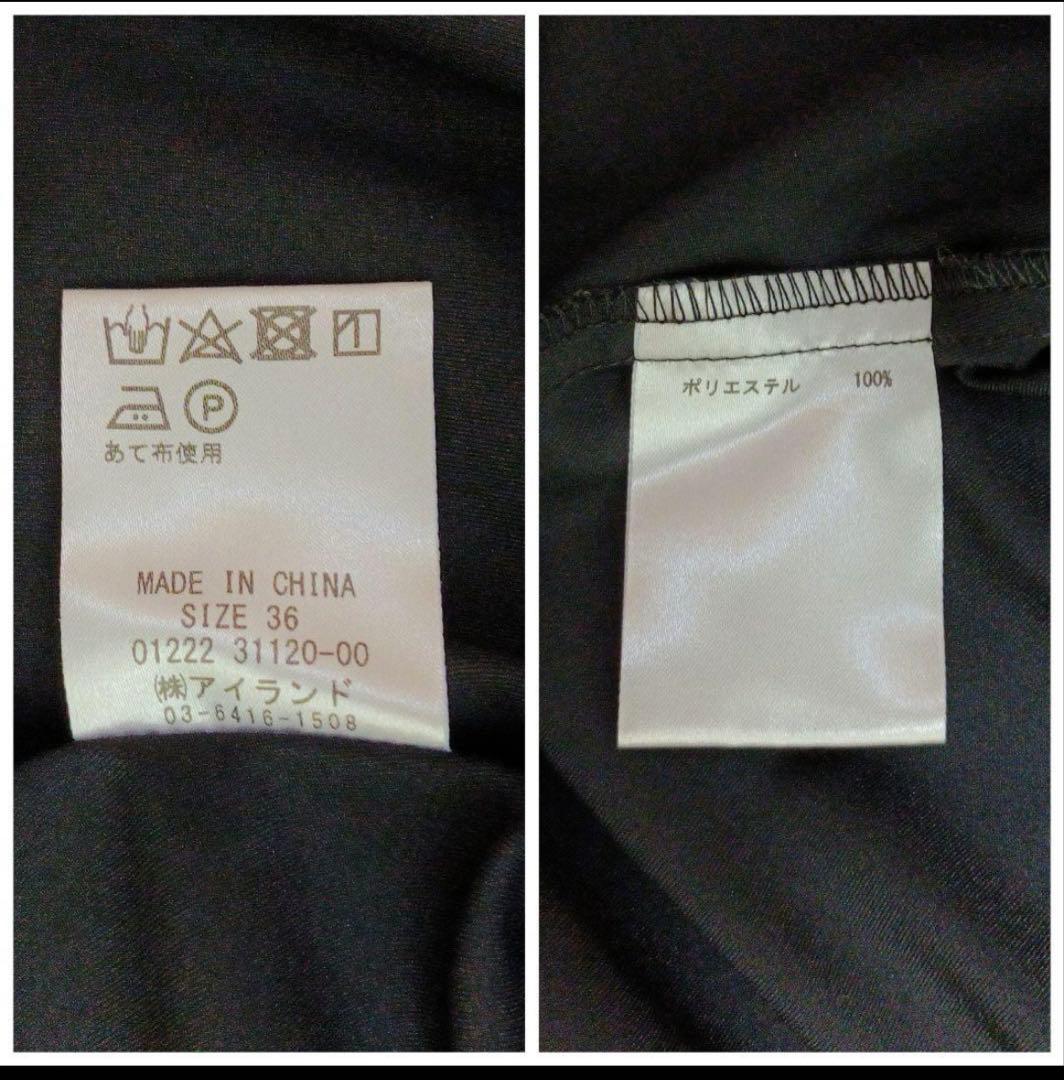 P
あて布使用
MADE IN CHINA
SIZE 36
01222 31120-00
㈱アイランド
03-6416-1508
ポリエステル 100%